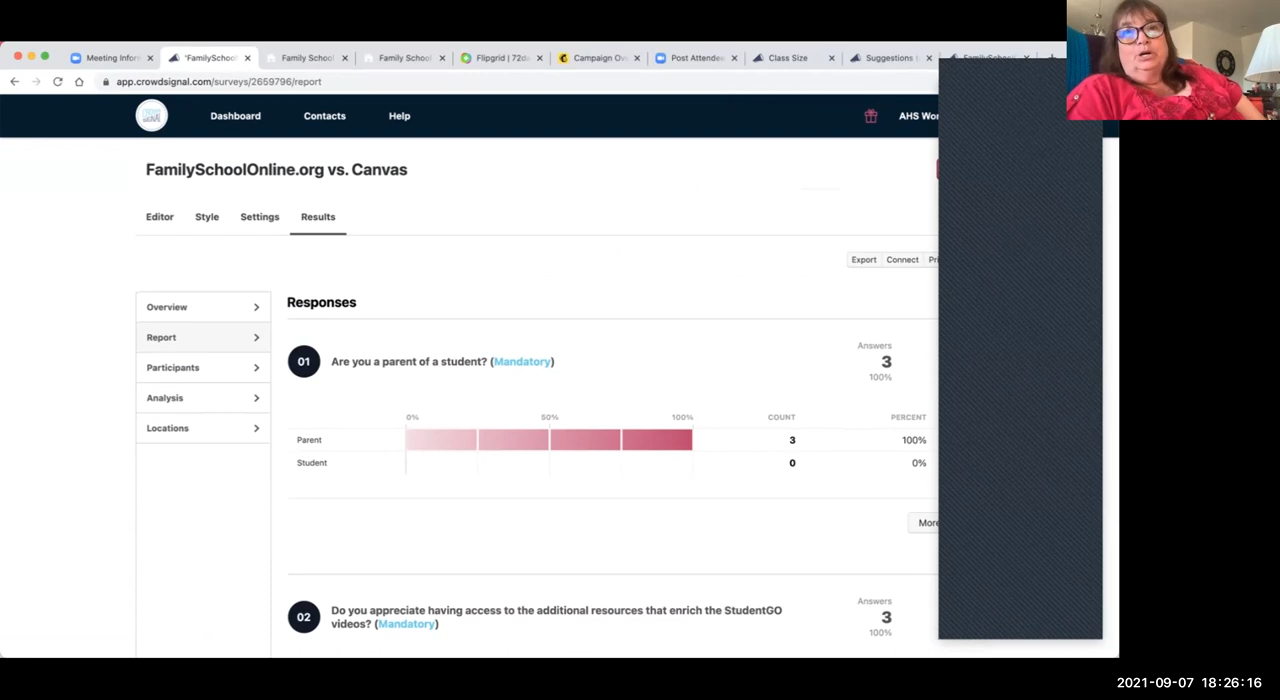 Meeting Infor
"FamilySchool
Family School
Family School
Flipgrid | 72d
Campaign Ov
Post Attende
Class Size
Suggestions
app.crowdsignal.com/surveys/2659796/report
Dashboard
Contacts
Help
AHS Wor
FamilySchoolOnline.org vs. Canvas
Editor
Style
Settings
Results
Export
Connect
Pri
Overview
Report
Participants
Analysis
Locations
Responses
01
Are you a parent of a student? (Mandatory)
Answers
3
100%
0%
50%
100%
COUNT
PERCENT
Parent
3
100%
Student
0
0%
More
02
Do you appreciate having access to the additional resources that enrich the StudentGO
videos? (Mandatory)
Answers
3
100%
2021-09-07 18:26:16